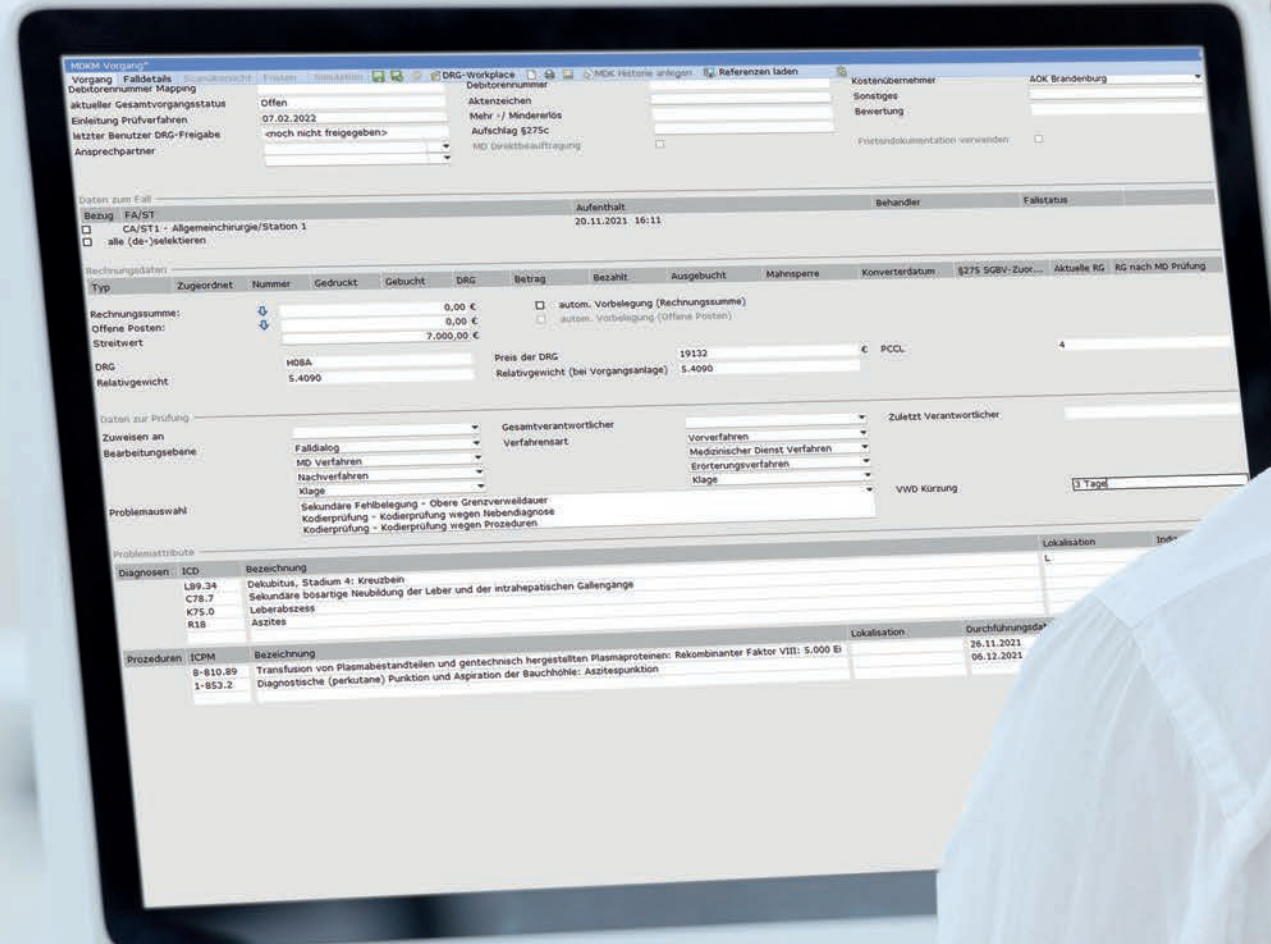 MDKM Vorgang*
Vorgang Falldetails Scanübersicht Fristen Simulation DRG-Workplace MDK Historie anlegen Referenzen laden
Debitorennummer Mapping Debitorennummer Kostenübernehmer AOK Brandenburg
aktueller Gesamtvorgangsstatus Offen Aktenzeichen Sonstiges
Einleitung Prüfverfahren 07.02.2022 Mehr -/ Mindererlös Bewertung
letzter Benutzer DRG-Freigabe <noch nicht freigegeben> Aufschlag §275c
Ansprechpartner MD Direktbeauftragung Fristendokumentation verwenden
Daten zum Fall
Bezug FA/ST Aufenthalt Behandler Fallstatus
CA/ST1 - Allgemeinchirurgie/Station 1 20.11.2021 16:11
alle (de-)selektieren
Rechnungsdaten
Typ Zugeordnet Nummer Gedruckt Gebucht DRG Betrag Bezahlt Ausgebucht Mahnsperre Konverterdatum §275 SGBV-Zuor... Aktuelle RG RG nach MD Prüfung
Rechnungssumme: 0,00 € autom. Vorbelegung (Rechnungssumme)
Offene Posten: 0,00 € autom. Vorbelegung (Offene Posten)
Streitwert 7.000,00 €
DRG H08A Preis der DRG 19132 € PCCL 4
Relativgewicht 5.4090 Relativgewicht (bei Vorgangsanlage) 5.4090
Daten zur Prüfung
Zuweisen an Gesamtverantwortlicher Zuletzt Verantwortlicher
Bearbeitungsebene Falldialog Verfahrensart Vorverfahren
MD Verfahren Medizinischer Dienst Verfahren
Nachverfahren Erörterungsverfahren
Klage Klage
Problemauswahl Sekundäre Fehlbelegung - Obere Grenzverweildauer VWD Kürzung 3 Tage
Kodierprüfung - Kodierprüfung wegen Nebendiagnose
Kodierprüfung - Kodierprüfung wegen Prozeduren
Problemattribute
Diagnosen ICD Bezeichnung Lokalisation
L89.34 Dekubitus, Stadium 4: Kreuzbein L
C78.7 Sekundäre bösartige Neubildung der Leber und der intrahepatischen Gallengänge
K75.0 Leberabszess
R18 Aszites
Prozeduren ICPM Bezeichnung Lokalisation Durchführungsdat
8-810.89 Transfusion von Plasmabestandteilen und gentechnisch hergestellten Plasmaproteinen: Rekombinanter Faktor VIII: 5.000 Ei 26.11.2021
1-853.2 Diagnostische (perkutane) Punktion und Aspiration der Bauchhöhle: Aszitespunktion 06.12.2021